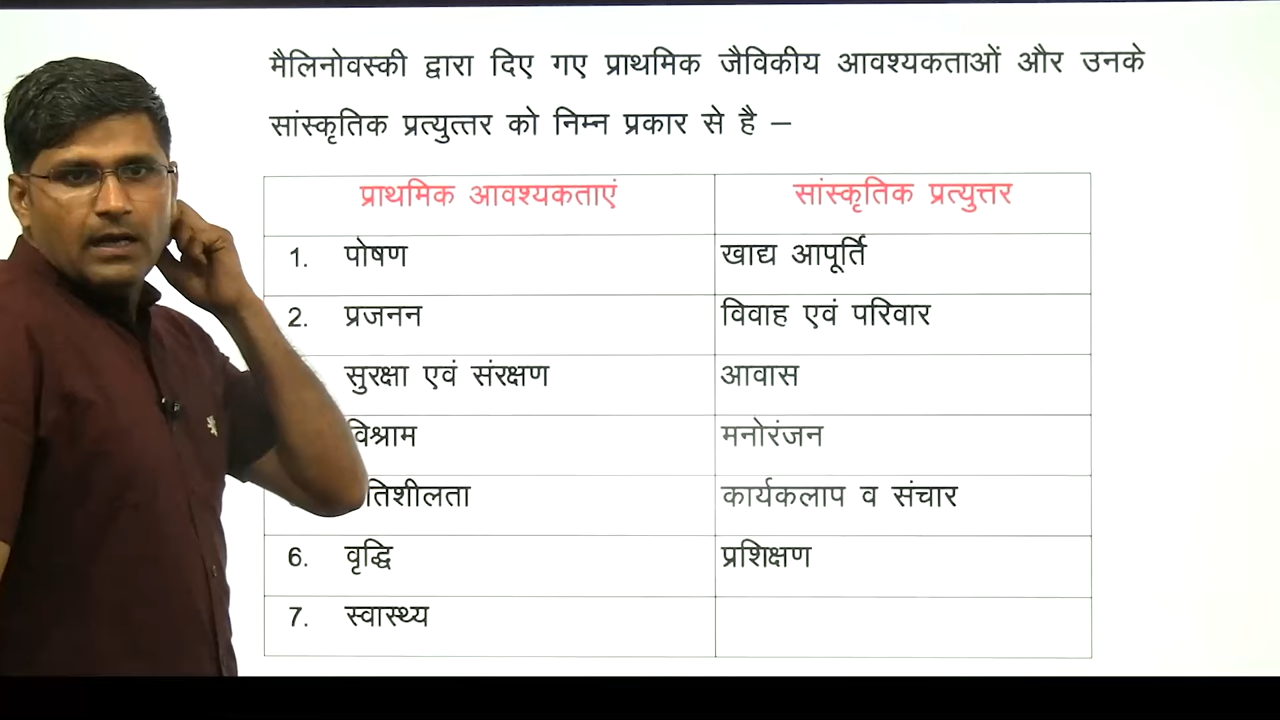 मैलिनोवस्की द्वारा दिए गए प्राथमिक जैविकीय आवश्यकताओं और उनके
सांस्कृतिक प्रत्युत्तर को निम्न प्रकार से है –
प्राथमिक आवश्यकताएं सांस्कृतिक प्रत्युत्तर
1. पोषण खाद्य आपूर्ति
2. प्रजनन विवाह एवं परिवार
सुरक्षा एवं संरक्षण आवास
विश्राम मनोरंजन
तिशीलता कार्यकलाप व संचार
6. वृद्धि प्रशिक्षण
7. स्वास्थ्य